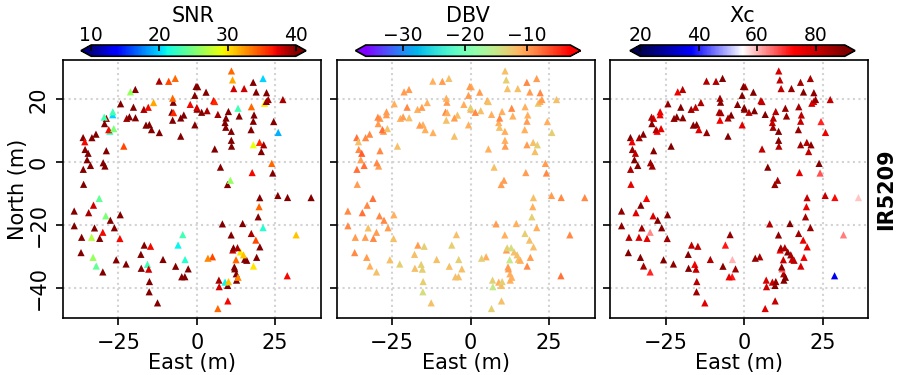 SNR DBV Xc
10 20 30 40 −30 −20 −10 20 40 60 80
20
0
−20
−40
North (m)
−25 0 25 −25 0 25 −25 0 25
East (m) East (m) East (m)
IR5209